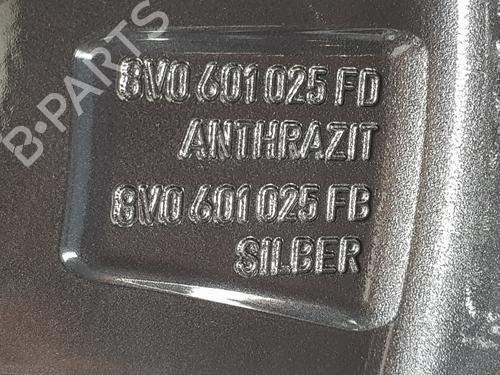 8V0 601 025 FD
ANTHRAZIT
8V0 601 025 FB
SILBER
B-PARTS